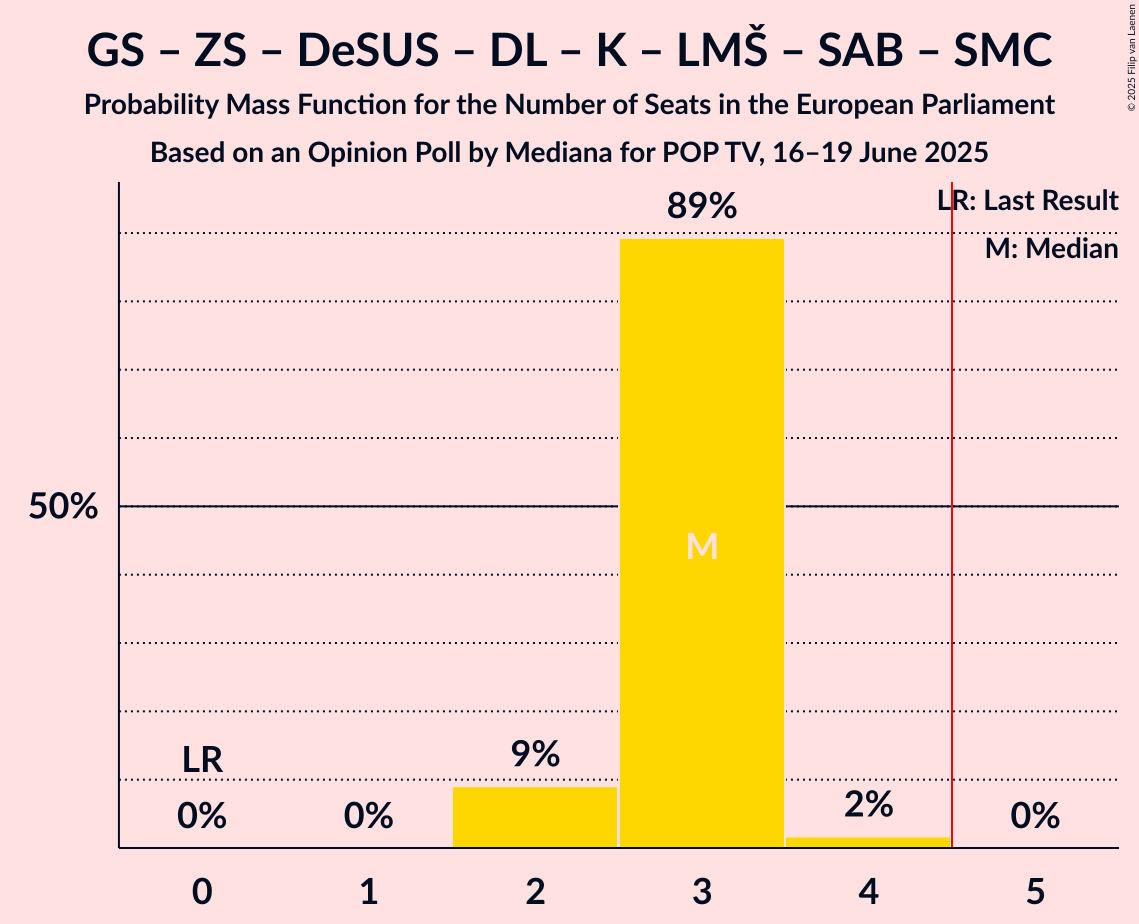 GS – ZS – DeSUS – DL – K – LMŠ – SAB – SMC
Probability Mass Function for the Number of Seats in the European Parliament
Based on an Opinion Poll by Mediana for POP TV, 16–19 June 2025
© 2025 Filip van Laenen
LR: Last Result
M: Median
89%
50%
M
LR
9%
2%
0%
0%
0%
0 1 2 3 4 5